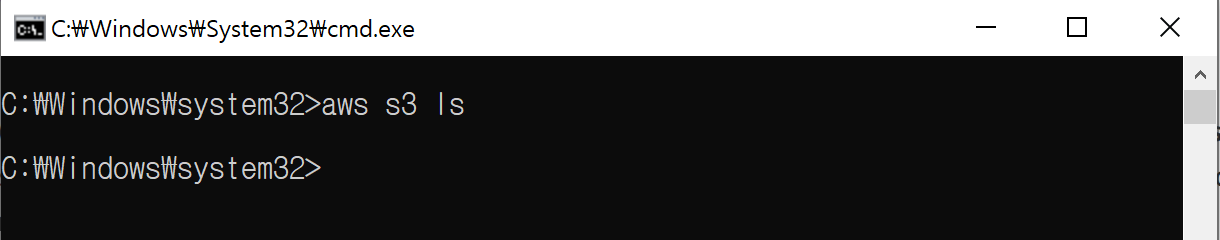 C:₩Windows₩System32₩cmd.exe
C:₩Windows₩system32>aws s3 ls
C:₩Windows₩system32>